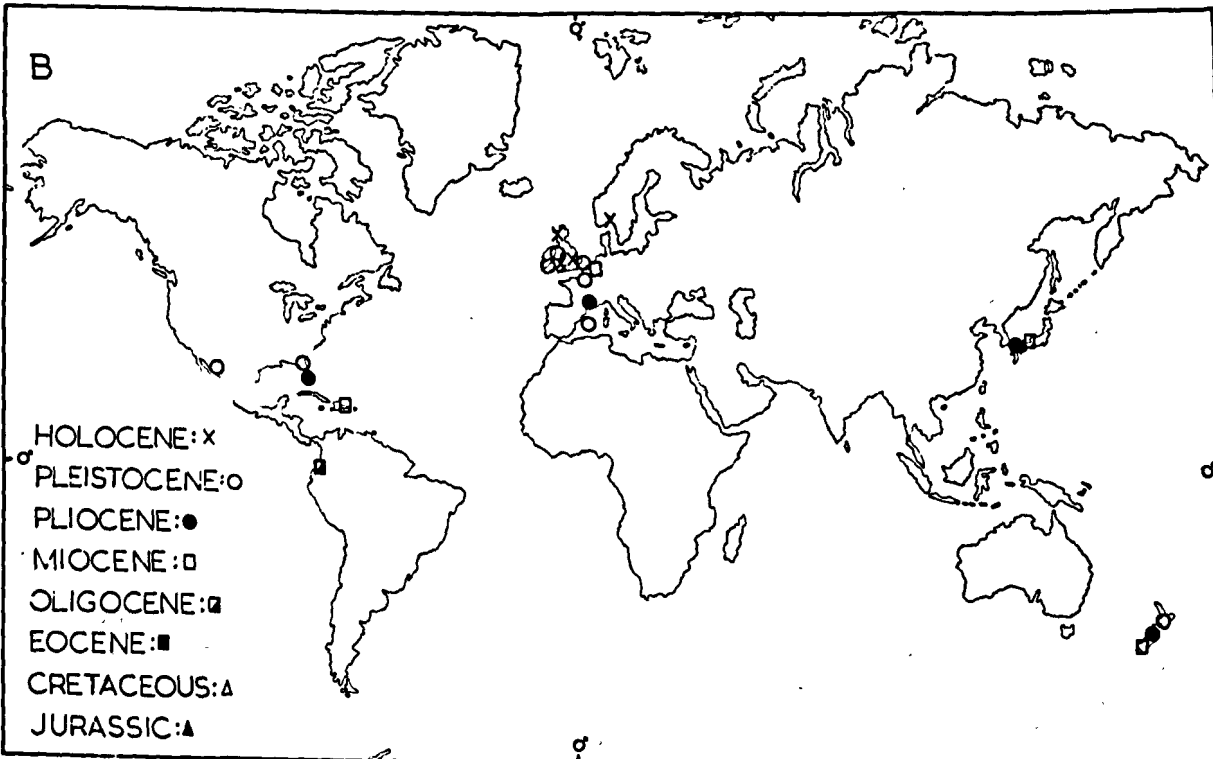 B
HOLOCENE: x
PLEISTOCENE: o
PLIOCENE: ●
MIOCENE: □
OLIGOCENE: ◪
EOCENE: ■
CRETACEOUS: △
JURASSIC: ▲